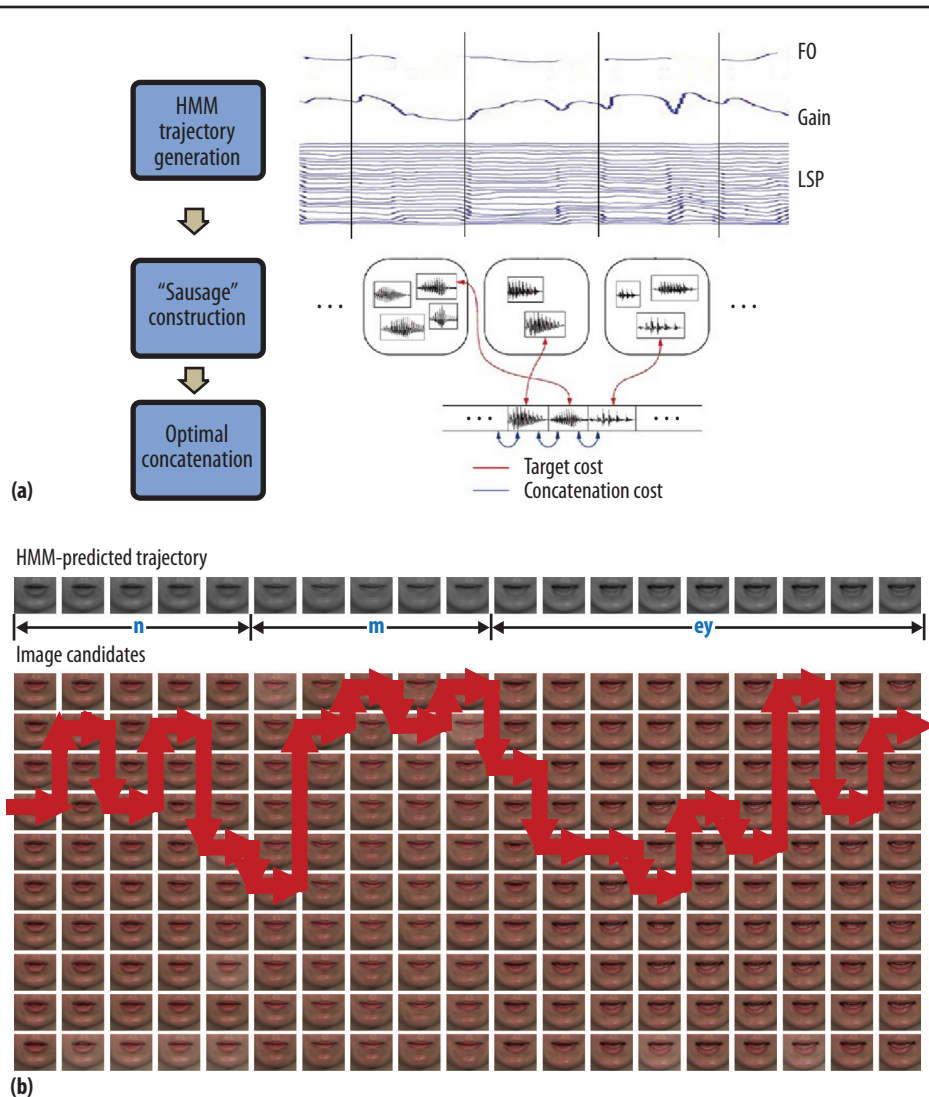 HMM
trajectory
generation
FO
Gain
LSP
“Sausage”
construction
• • •
• • •
Optimal
concatenation
• • •
• • •
Target cost
Concatenation cost
(a)
HMM-predicted trajectory
n
m
ey
Image candidates
(b)